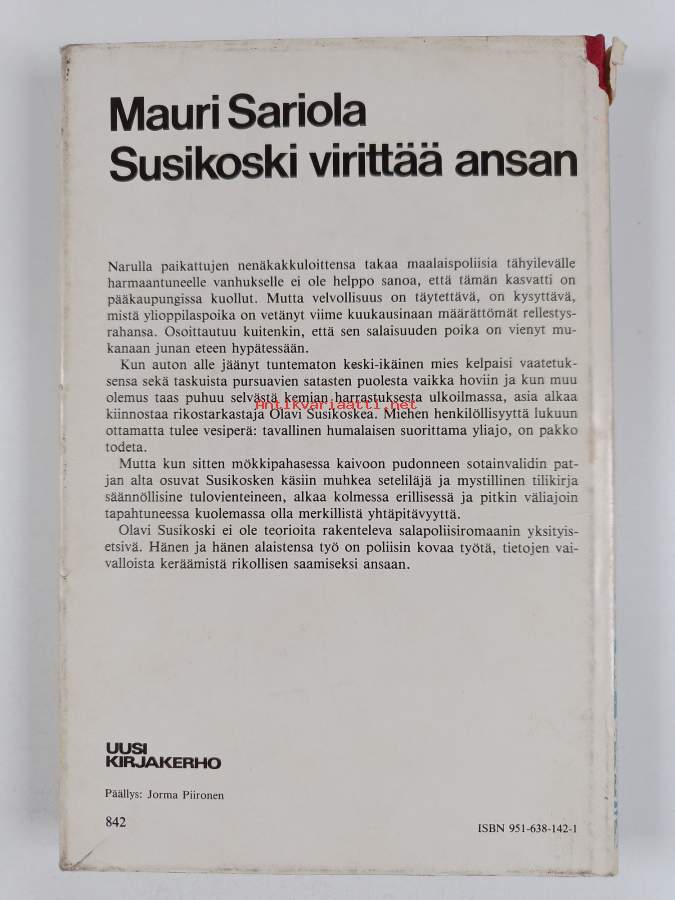 Mauri Sariola
Susikoski virittää ansan
Narulla paikattujen nenäkakkuloittensa takaa maalaispoliisia tähyilevälle
harmaantuneelle vanhukselle ei ole helppo sanoa, että tämän kasvatti on
pääkaupungissa kuollut. Mutta velvollisuus on täytettävä, on kysyttävä,
mistä ylioppilaspoika on vetänyt viime kuukausinaan määrättömät rellestys-
rahansa. Osoittautuu kuitenkin, että sen salaisuuden poika on vienyt mu-
kanaan junan eteen hypätessään.
Kun auton alle jäänyt tuntematon keski-ikäinen mies kelpaisi vaatetuk-
sensa sekä taskuista pursuavien satasten puolesta vaikka hoviin ja kun muu
olemus taas puhuu selvästä kemian harrastuksesta ulkoilmassa, asia alkaa
Antikvariaatti.net
kiinnostaa rikostarkastaja Olavi Susikoskea. Miehen henkilöllisyyttä lukuun
ottamatta tulee vesiperä: tavallinen humalaisen suorittama yliajo, on pakko
todeta.
Mutta kun sitten mökkipahasessa kaivoon pudonneen sotainvalidin pat-
jan alta osuvat Susikosken käsiin muhkea seteliläjä ja mystillinen tilikirja
säännöllisine tulovienteineen, alkaa kolmessa erillisessä ja pitkin väliajoin
tapahtuneessa kuolemassa olla merkillistä yhtäpitävyyttä.
Olavi Susikoski ei ole teorioita rakenteleva salapoliisiromaanin yksityis-
etsivä. Hänen ja hänen alaistensa työ on poliisin kovaa työtä, tietojen vai-
valloista keräämistä rikollisen saamiseksi ansaan.
UUSI
KIRJAKERHO
Päällys: Jorma Piironen
842
ISBN 951-638-142-1